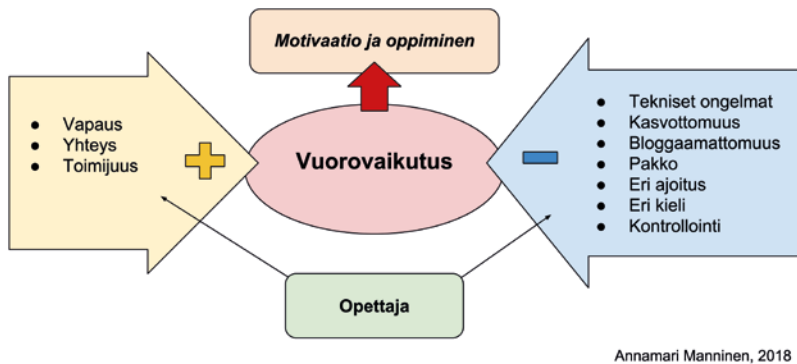 Motivaatio ja oppiminen
● Vapaus
● Yhteys
● Toimijuus
Vuorovaikutus
● Tekniset ongelmat
● Kasvottomuus
● Bloggaamattomuus
● Pakko
● Eri ajoitus
● Eri kieli
● Kontrollointi
Opettaja
Annamari Manninen, 2018